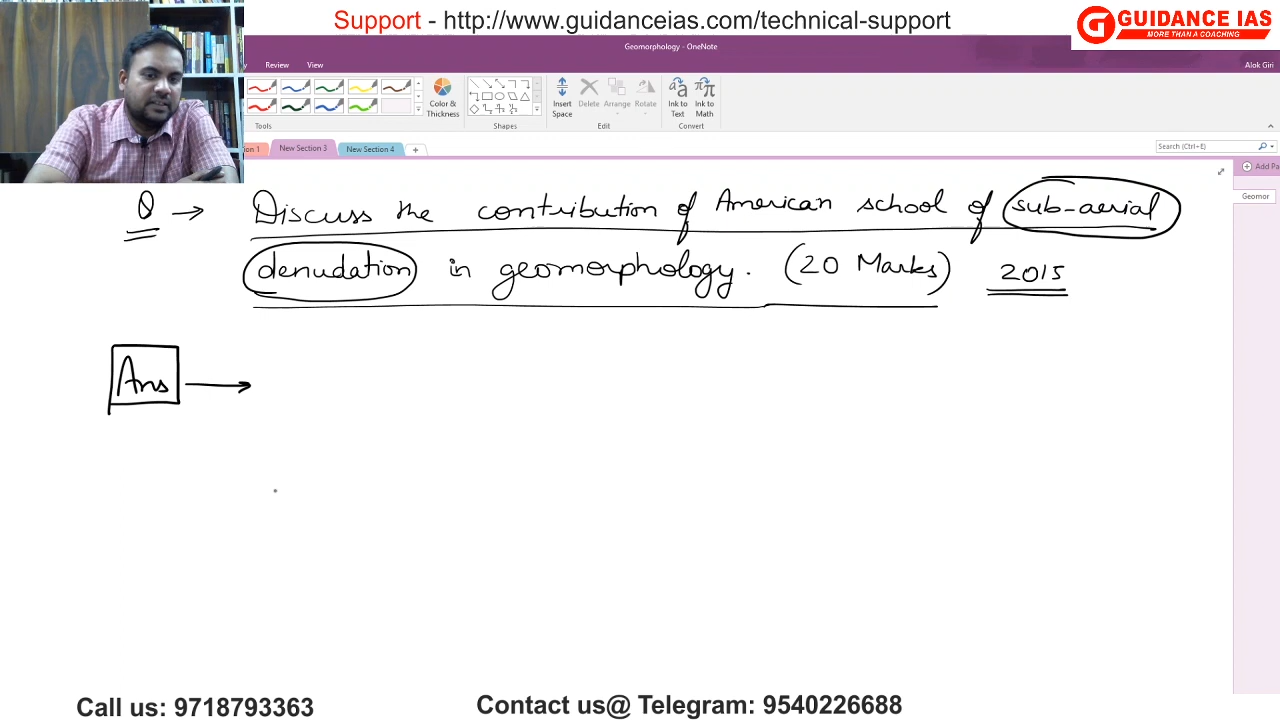 Support - http://www.guidanceias.com/technical-support
GUIDANCE IAS
MORE THAN A COACHING
Geomorphology - OneNote
Review View
Alok Giri
Color & Thickness
Insert Space
Delete
Arrange
Rotate
Ink to Text
Ink to Math
Tools
Shapes
Edit
Convert
New Section 3
New Section 4
Search (Ctrl+E)
Add Pa
Geomor
Q → Discuss the contribution of American school of sub-aerial
denudation in geomorphology. (20 Marks) 2015
Ans →
Call us: 9718793363
Contact us@ Telegram: 9540226688